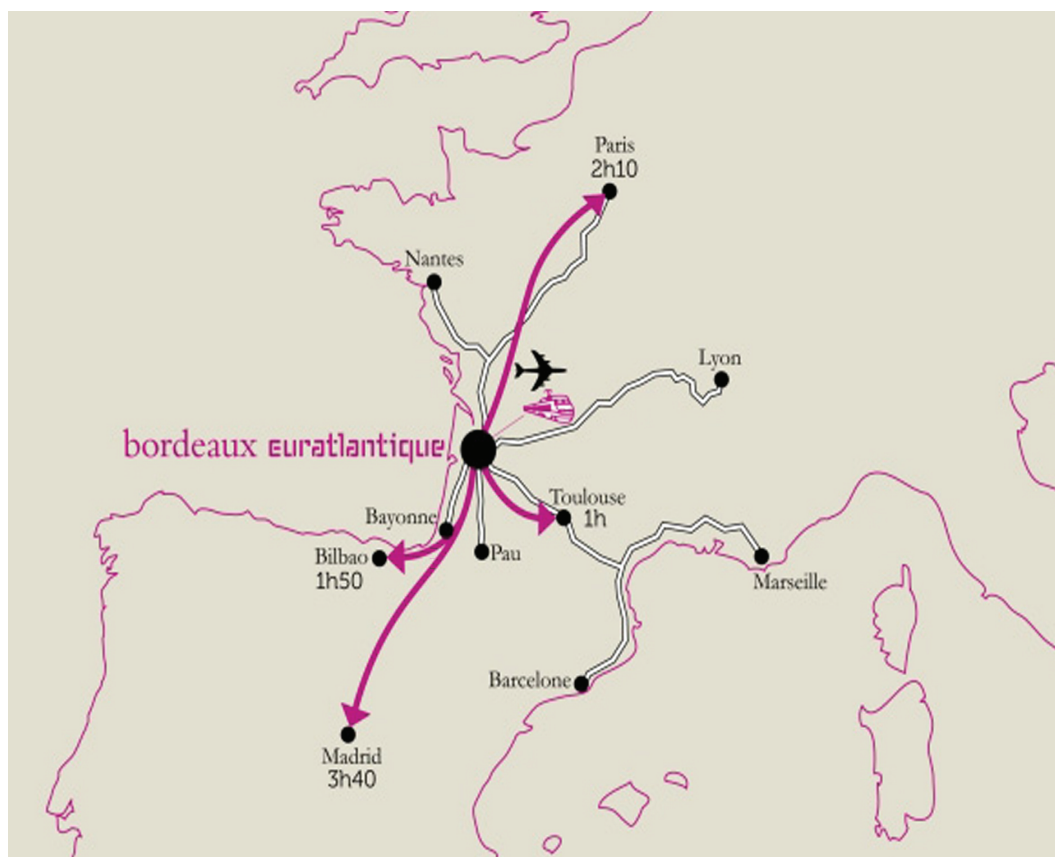 Paris
2h10
Nantes
Lyon
bordeaux euratlantique
Toulouse
1h
Bayonne
Bilbao
1h50
Pau
Marseille
Barcelone
Madrid
3h40